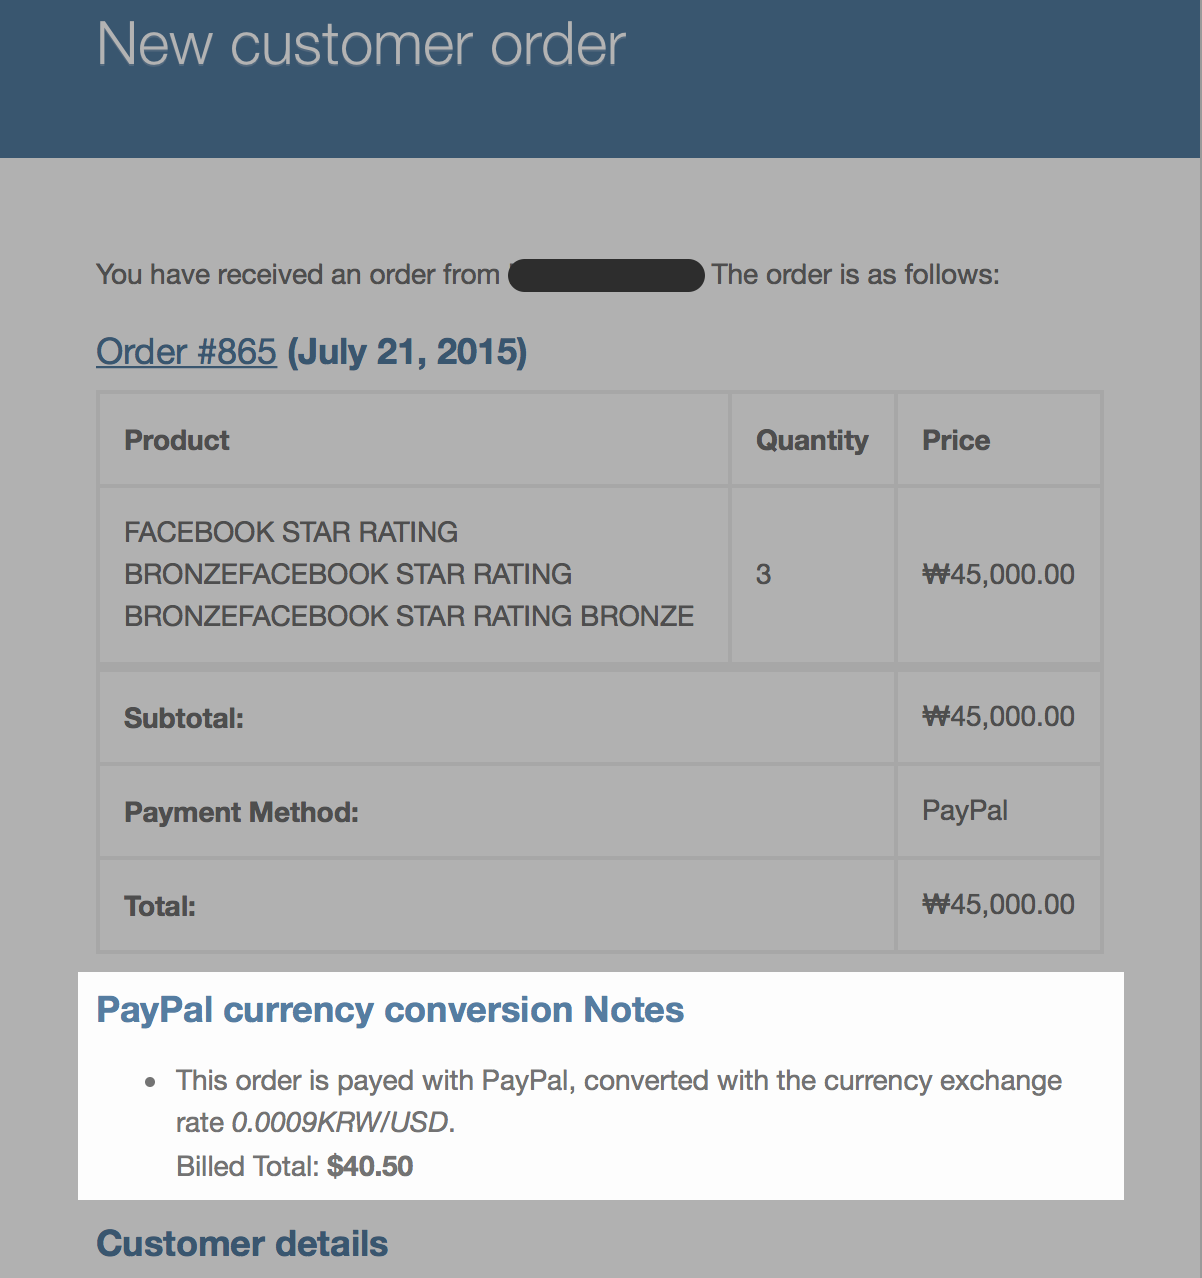 New customer order
You have received an order from The order is as follows:
Order #865 (July 21, 2015)
Product Quantity Price
FACEBOOK STAR RATING
BRONZEFACEBOOK STAR RATING
BRONZEFACEBOOK STAR RATING BRONZE
3
₩45,000.00
Subtotal: ₩45,000.00
Payment Method: PayPal
Total: ₩45,000.00
PayPal currency conversion Notes
• This order is payed with PayPal, converted with the currency exchange
rate 0.0009KRW/USD.
Billed Total: $40.50
Customer details